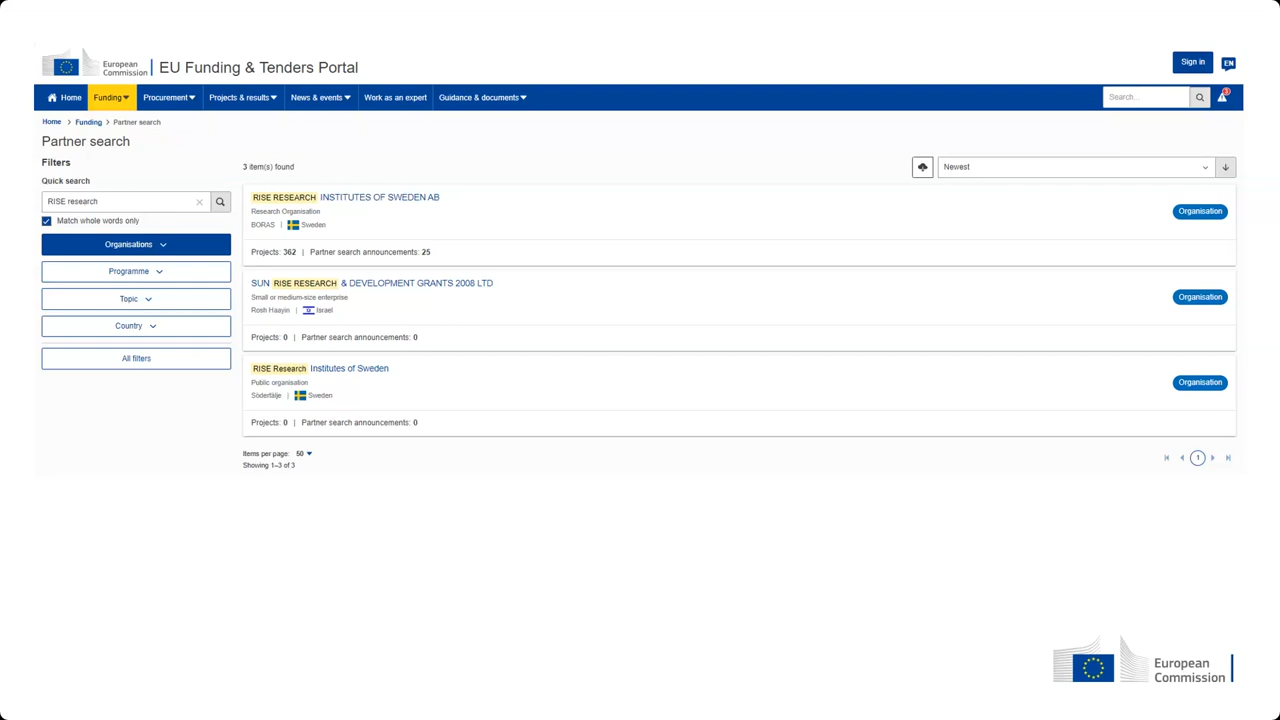 European
Commission
EU Funding & Tenders Portal
Sign in
EN
Home
Funding
Procurement
Projects & results
News & events
Work as an expert
Guidance & documents
Search...
3
Home > Funding > Partner search
Partner search
Filters
Quick search
RISE research
Match whole words only
Organisations
Programme
Topic
Country
All filters
3 item(s) found
Newest
RISE RESEARCH INSTITUTES OF SWEDEN AB
Research Organisation
BORAS | Sweden
Organisation
Projects: 362 | Partner search announcements: 25
SUN RISE RESEARCH & DEVELOPMENT GRANTS 2008 LTD
Small or medium-size enterprise
Rosh Haayin | Israel
Organisation
Projects: 0 | Partner search announcements: 0
RISE Research Institutes of Sweden
Public organisation
Södertälje | Sweden
Organisation
Projects: 0 | Partner search announcements: 0
Items per page: 50
Showing 1–3 of 3
1
European
Commission